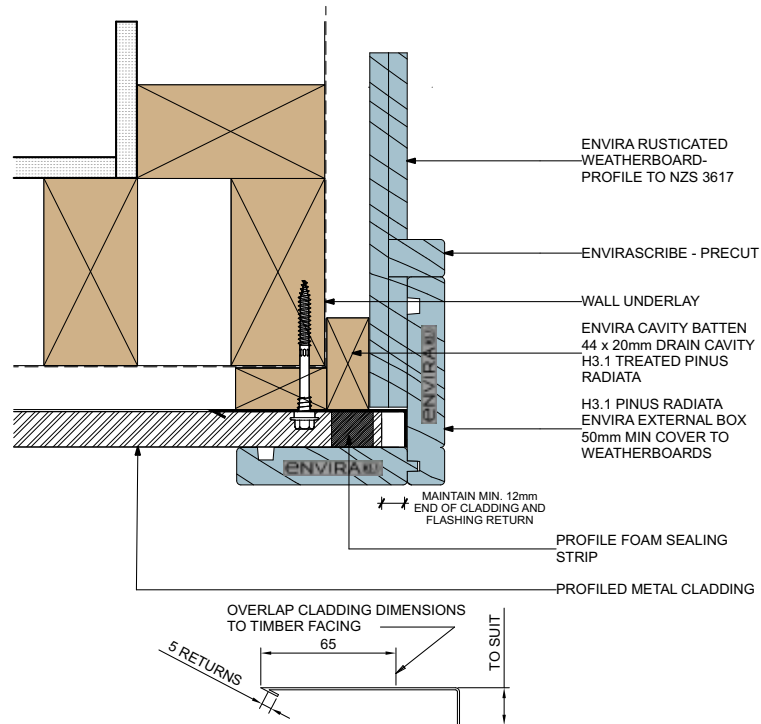 ENVIRA RUSTICATED
WEATHERBOARD-
PROFILE TO NZS 3617
ENVIRASCRIBE - PRECUT
WALL UNDERLAY
ENVIRA CAVITY BATTEN
44 x 20mm DRAIN CAVITY
H3.1 TREATED PINUS
RADIATA
H3.1 PINUS RADIATA
ENVIRA EXTERNAL BOX
50mm MIN COVER TO
WEATHERBOARDS
ENVIRA
ENVIRA
MAINTAIN MIN. 12mm
END OF CLADDING AND
FLASHING RETURN
PROFILE FOAM SEALING
STRIP
PROFILED METAL CLADDING
OVERLAP CLADDING DIMENSIONS
TO TIMBER FACING
65
5 RETURNS
TO SUIT